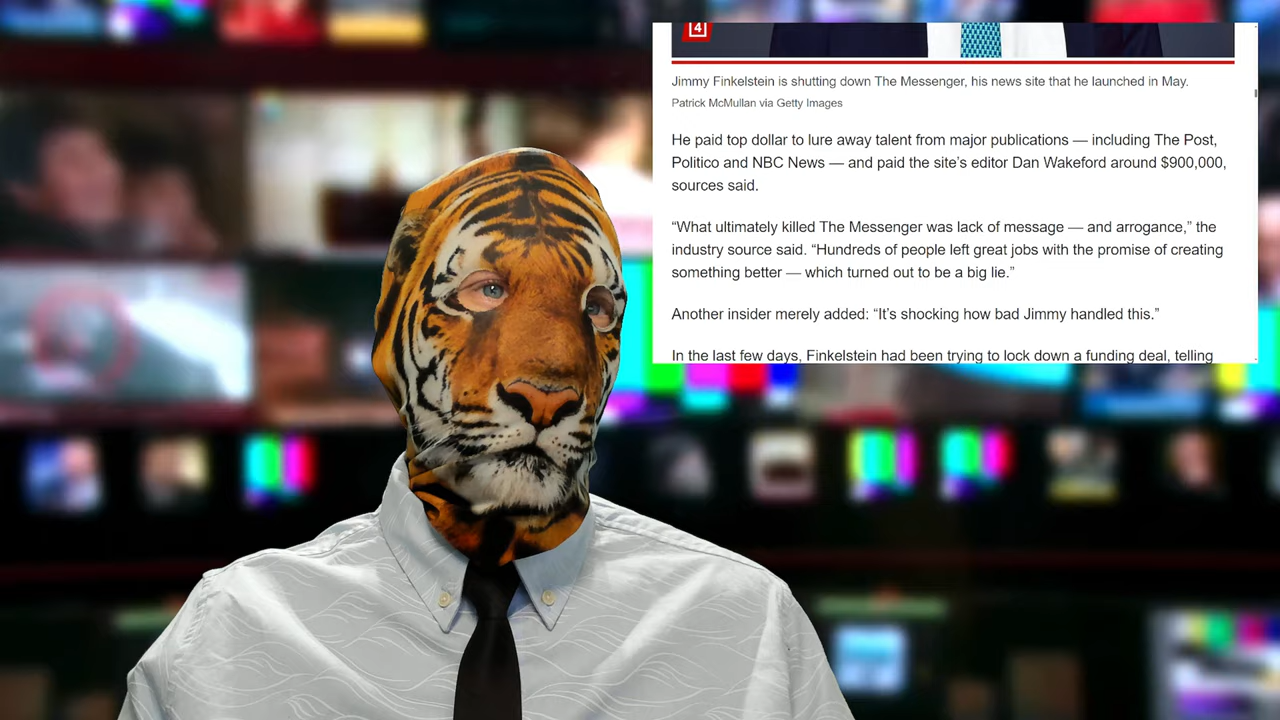 4
Jimmy Finkelstein is shutting down The Messenger, his news site that he launched in May.
Patrick McMullan via Getty Images
He paid top dollar to lure away talent from major publications — including The Post,
Politico and NBC News — and paid the site's editor Dan Wakeford around $900,000,
sources said.
“What ultimately killed The Messenger was lack of message — and arrogance,” the
industry source said. “Hundreds of people left great jobs with the promise of creating
something better — which turned out to be a big lie.”
Another insider merely added: “It’s shocking how bad Jimmy handled this.”
In the last few days, Finkelstein had been trying to lock down a funding deal, telling